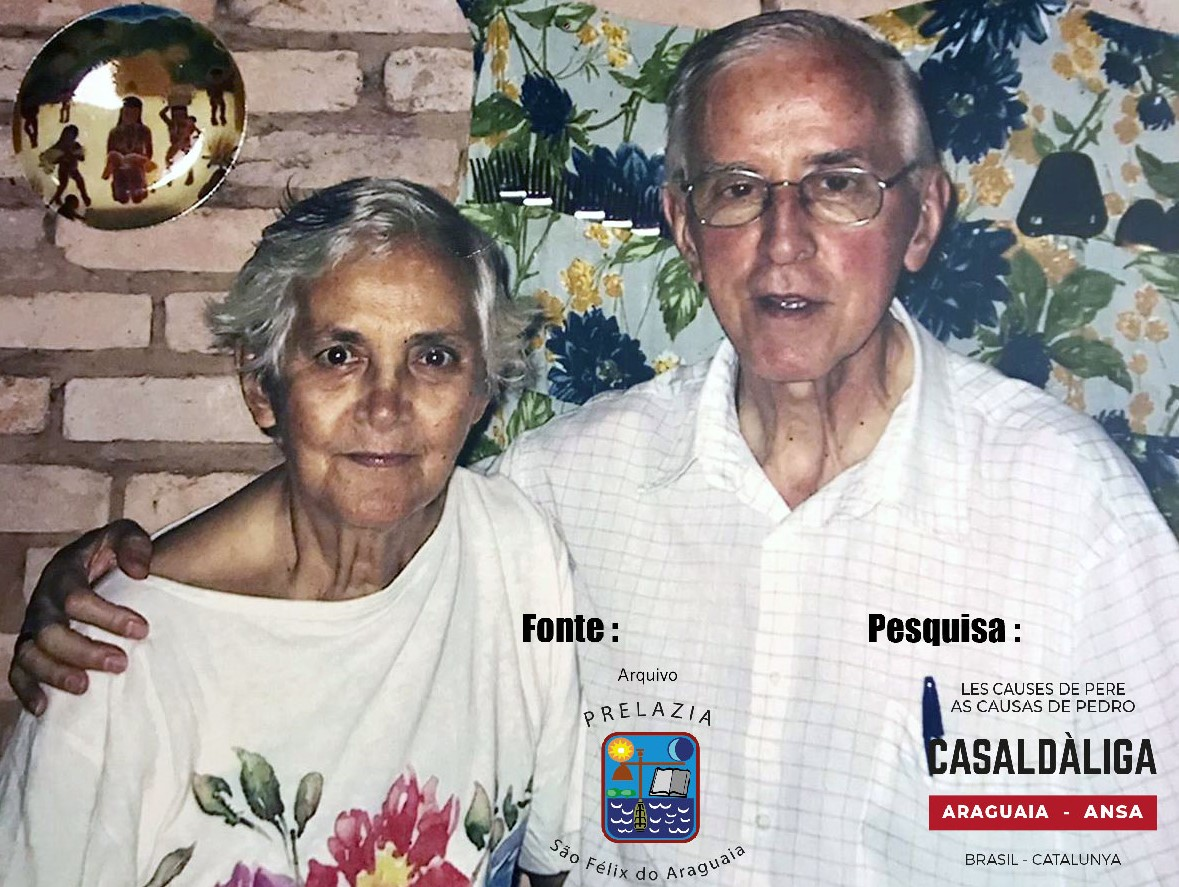 Fonte :
Arquivo
PRELAZIA
São Félix do Araguaia
Pesquisa :
LES CAUSES DE PERE
AS CAUSAS DE PEDRO
CASALDÀLIGA
ARAGUAIA - ANSA
BRASIL - CATALUNYA